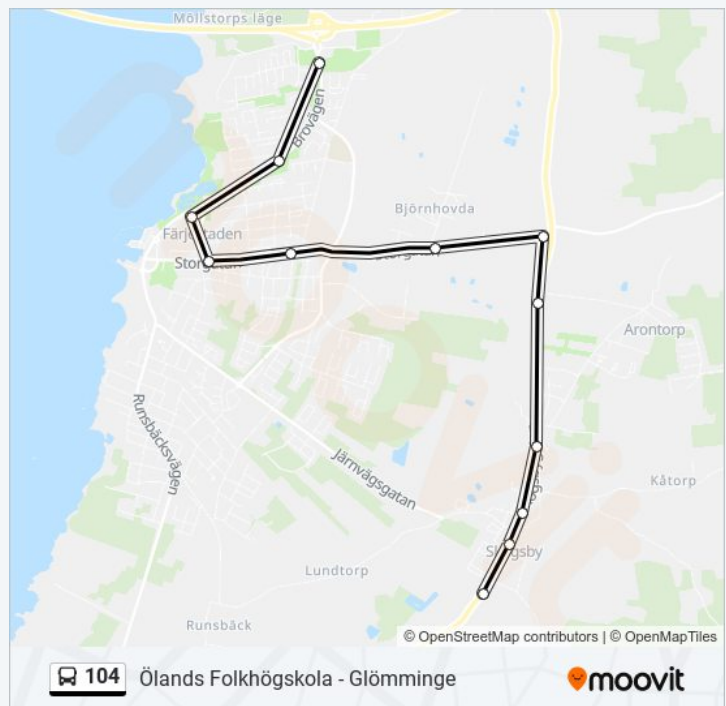 Möllstorps läge
Brovägen
Björnhovda
Färjestaden
Storgatan
Arontorp
Runsbäcksvägen
Järnvägsgatan
Kåtorp
Skogsby
Lundtorp
Runsbäck
© OpenStreetMap contributors | © OpenMapTiles
104 Ölands Folkhögskola - Glömminge
moovit